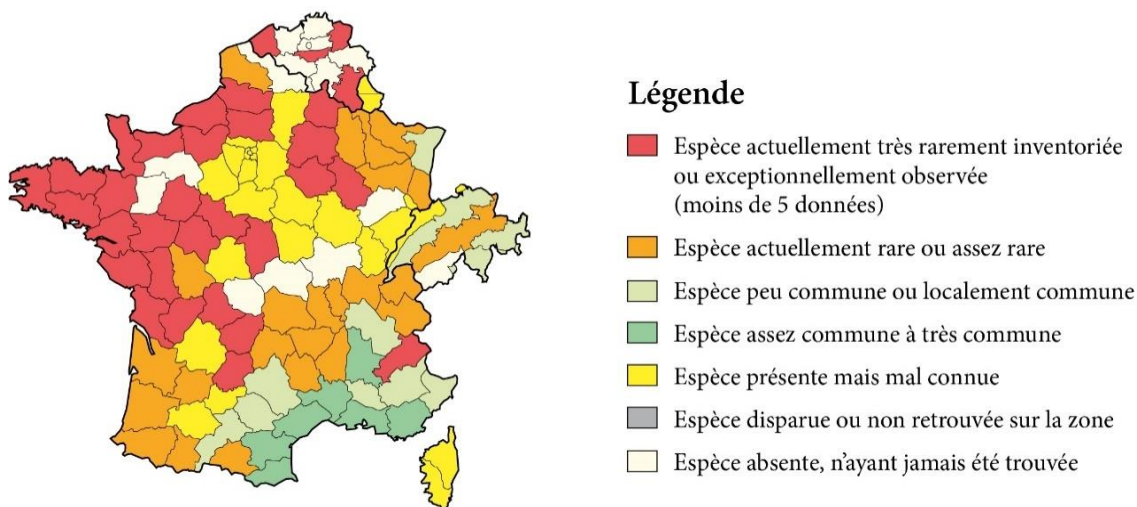 Légende
Espèce actuellement très rarement inventoriée
ou exceptionnellement observée
(moins de 5 données)
Espèce actuellement rare ou assez rare
Espèce peu commune ou localement commune
Espèce assez commune à très commune
Espèce présente mais mal connue
Espèce disparue ou non retrouvée sur la zone
Espèce absente, n'ayant jamais été trouvée